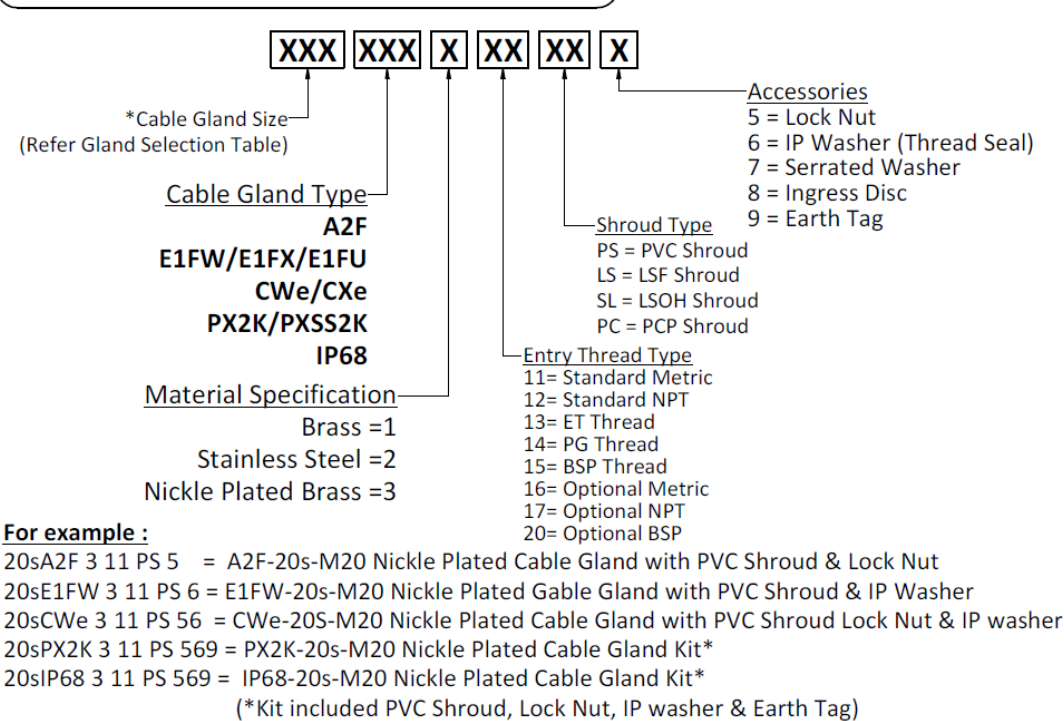 XXX XXX X XX XX X
*Cable Gland Size
(Refer Gland Selection Table)
Cable Gland Type
A2F
E1FW/E1FX/E1FU
CWe/CXe
PX2K/PXSS2K
IP68
Material Specification
Brass =1
Stainless Steel =2
Nickle Plated Brass =3
Entry Thread Type
11= Standard Metric
12= Standard NPT
13= ET Thread
14= PG Thread
15= BSP Thread
16= Optional Metric
17= Optional NPT
20= Optional BSP
Shroud Type
PS = PVC Shroud
LS = LSF Shroud
SL = LSOH Shroud
PC = PCP Shroud
Accessories
5 = Lock Nut
6 = IP Washer (Thread Seal)
7 = Serrated Washer
8 = Ingress Disc
9 = Earth Tag
For example :
20sA2F 3 11 PS 5 = A2F-20s-M20 Nickle Plated Cable Gland with PVC Shroud & Lock Nut
20sE1FW 3 11 PS 6 = E1FW-20s-M20 Nickle Plated Gable Gland with PVC Shroud & IP Washer
20sCWe 3 11 PS 56 = CWe-20S-M20 Nickle Plated Cable Gland with PVC Shroud Lock Nut & IP washer
20sPX2K 3 11 PS 569 = PX2K-20s-M20 Nickle Plated Cable Gland Kit*
20sIP68 3 11 PS 569 = IP68-20s-M20 Nickle Plated Cable Gland Kit*
(*Kit included PVC Shroud, Lock Nut, IP washer & Earth Tag)